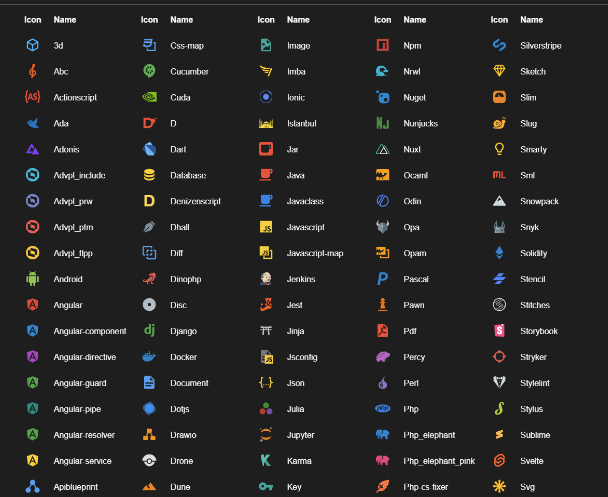 Icon Name Icon Name Icon Name Icon Name Icon Name
3d Css-map Image Npm Silverstripe
Abc Cucumber Imba Nrwl Sketch
{AS} Actionscript Cuda Ionic Nuget Slim
Ada D Istanbul NJ Nunjucks Slug
Adonis Dart Jar Nuxt Smarty
Advpl_include Database Java Ocaml ML Sml
Advpl_prw D Denizenscript Javaclass Odin Snowpack
Advpl_ptm Dhall JS Javascript Opa Snyk
Advpl_tlpp Diff JS Javascript-map Opam Solidity
Android Dinophp Jenkins P Pascal Stencil
A Angular Disc Jest Pawn Stitches
A Angular-component dj Django Jinja Pdf S Storybook
A Angular-directive Docker JS Jsconfig Percy Stryker
A Angular-guard Document {..} Json Perl Stylelint
A Angular-pipe Dotjs Julia php Php Stylus
A Angular-resolver Drawio Jupyter Php_elephant Sublime
A Angular-service Drone K Karma Php_elephant_pink Svelte
Apiblueprint Dune Key Php cs fixer Svg